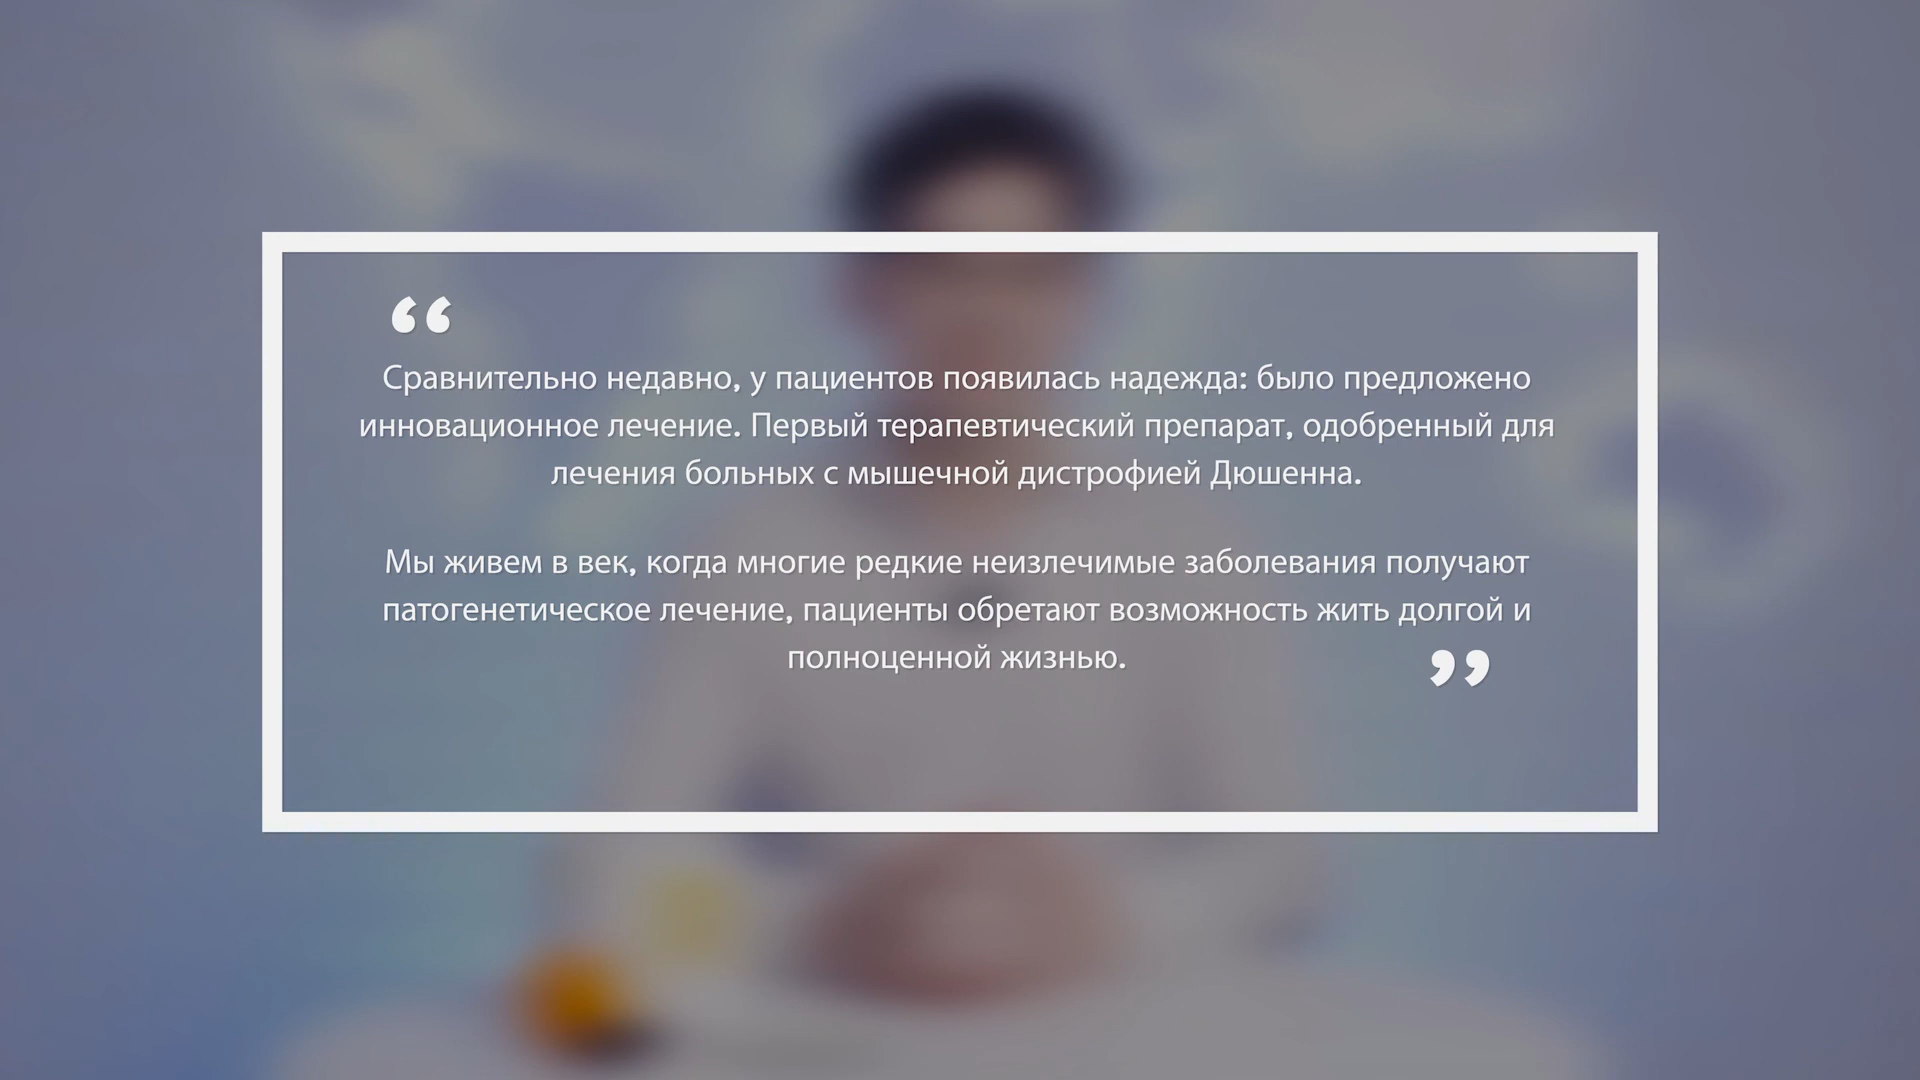 “
Сравнительно недавно, у пациентов появилась надежда: было предложено
инновационное лечение. Первый терапевтический препарат, одобренный для
лечения больных с мышечной дистрофией Дюшенна.
Мы живем в век, когда многие редкие неизлечимые заболевания получают
патогенетическое лечение, пациенты обретают возможность жить долгой и
полноценной жизнью.
”